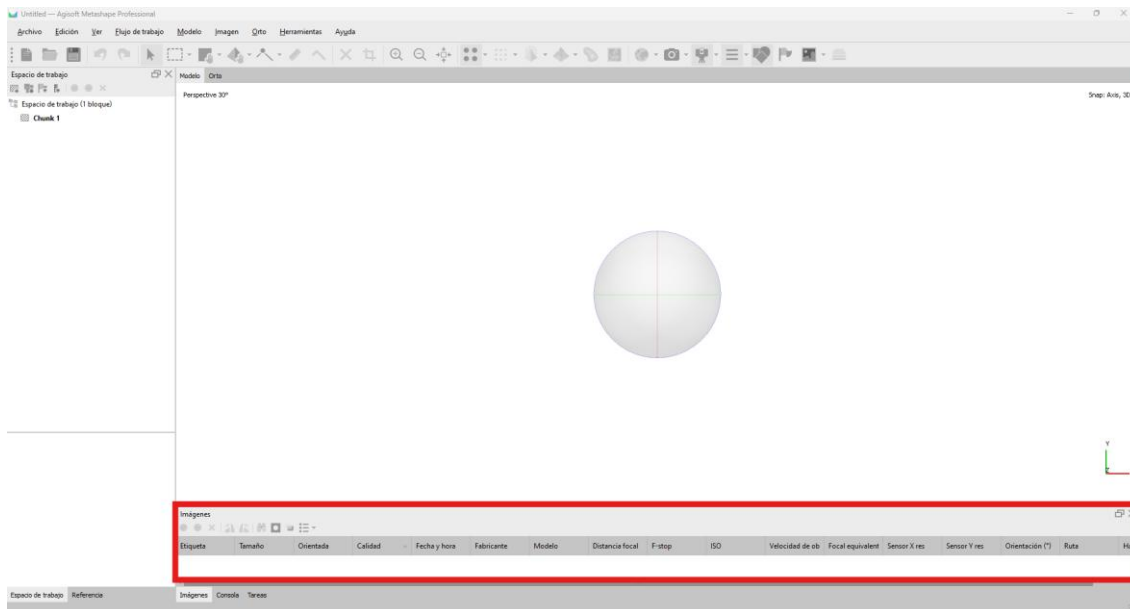 Untitled — Agisoft Metashape Professional
Archivo Edición Ver Flujo de trabajo Modelo Imagen Orto Herramientas Ayuda
Espacio de trabajo
Modelo Orto
Perspective 30°
Snap: Axis, 3D
Espacio de trabajo (1 bloque)
Chunk 1
Y
Imágenes
Etiqueta Tamaño Orientada Calidad Fecha y hora Fabricante Modelo Distancia focal F-stop ISO Velocidad de ob Focal equivalent Sensor X res Sensor Y res Orientación (°) Ruta
Espacio de trabajo Referencia Imágenes Consola Tareas